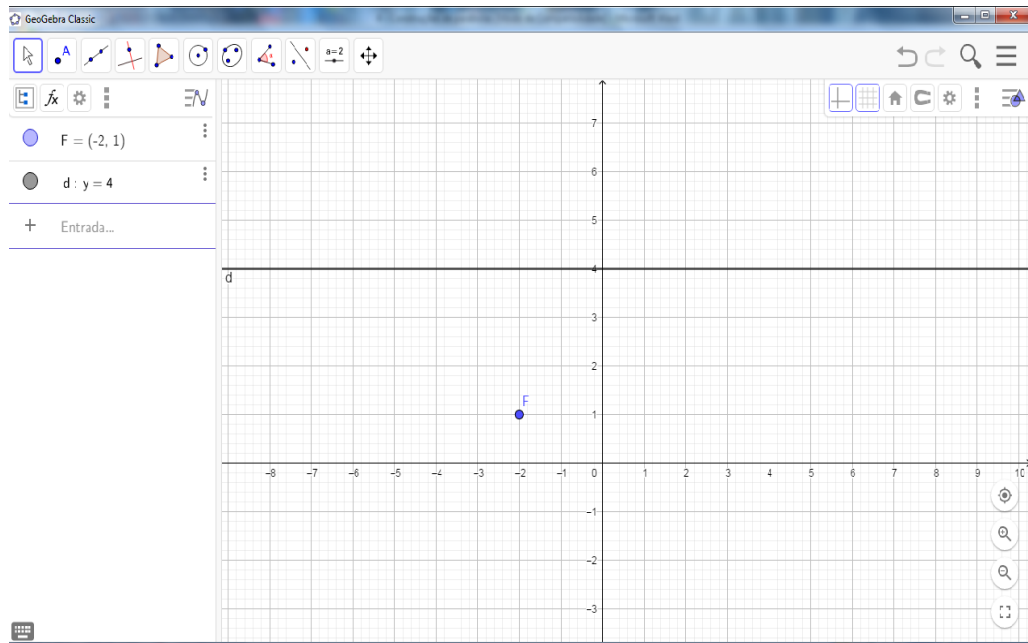 GeoGebra Classic
A
a=2
fx
F = (-2, 1)
d : y = 4
+ Entrada...
7
6
5
4
d
3
2
F
1
-8 -7 -6 -5 -4 -3 -2 -1 0 1 2 3 4 5 6 7 8 9 10
-1
-2
-3